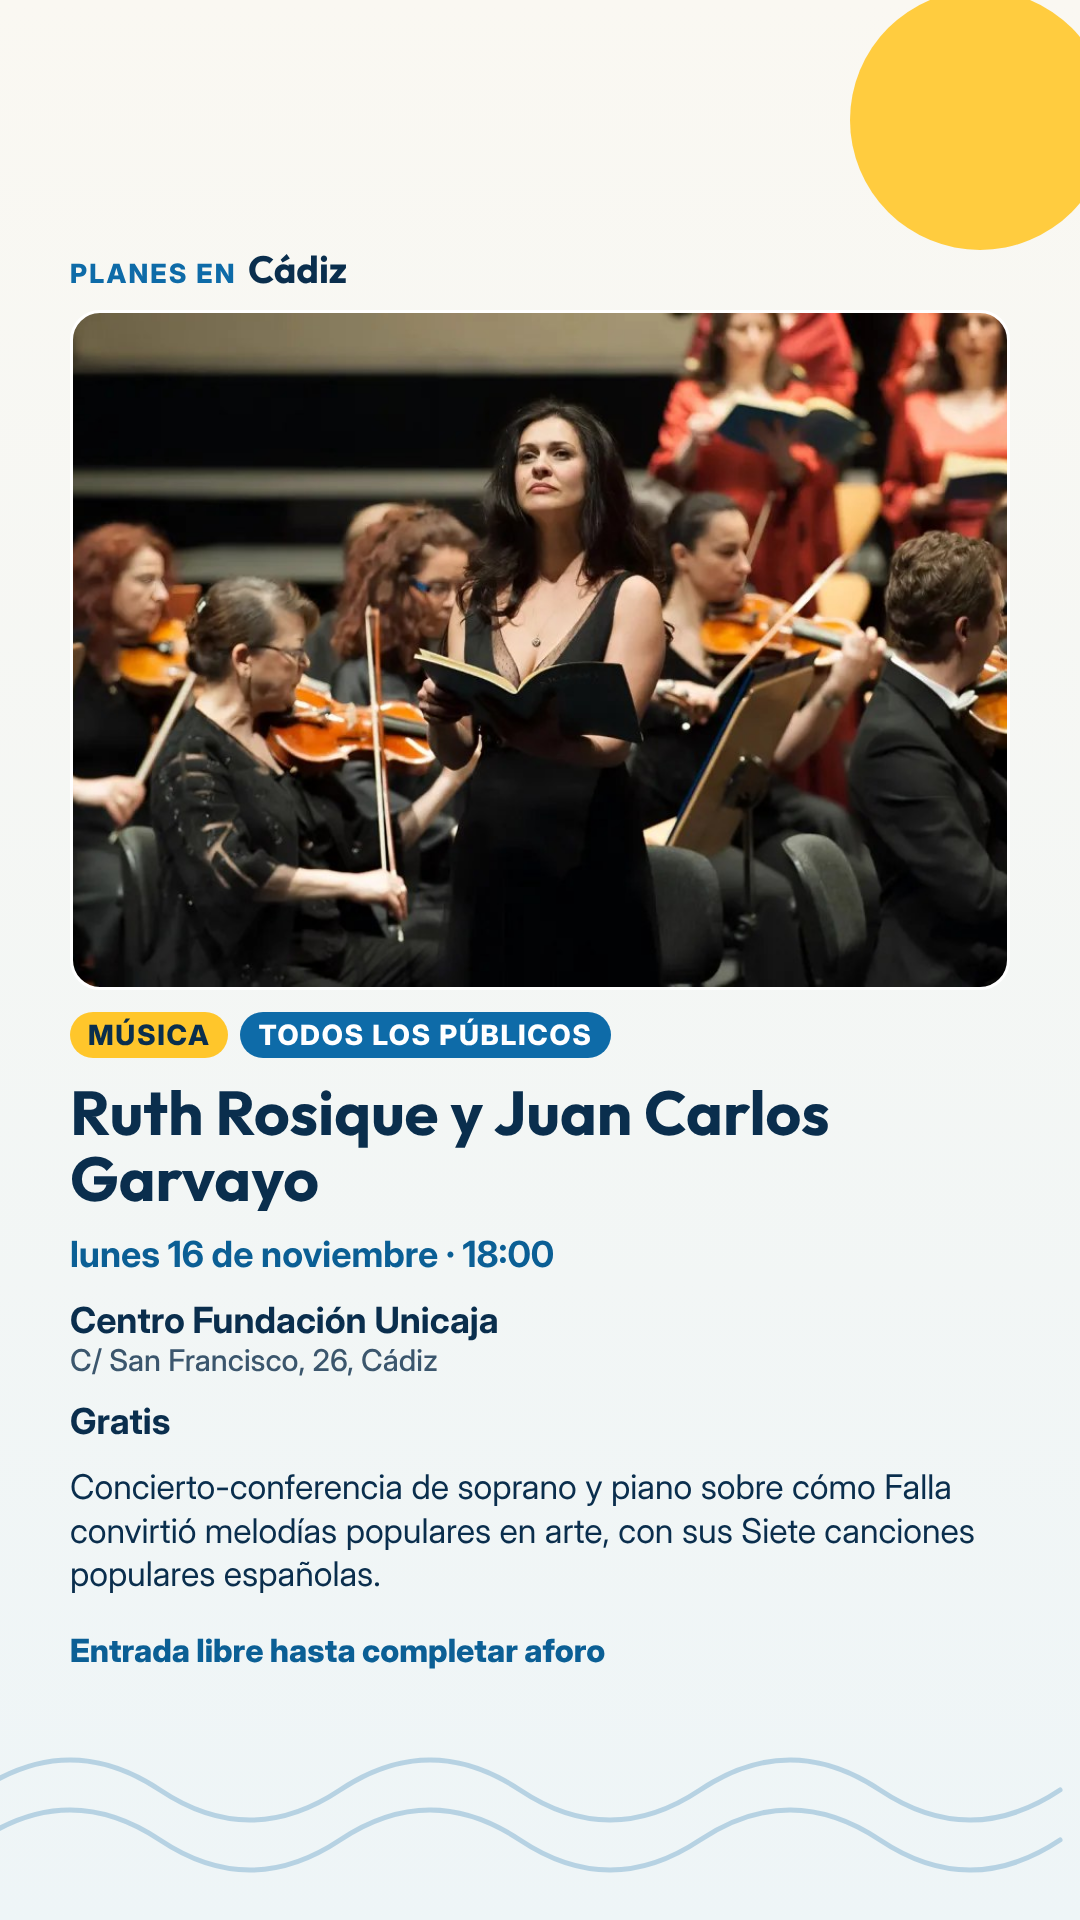 PLANES EN Cádiz
MÚSICA TODOS LOS PÚBLICOS
Ruth Rosique y Juan Carlos
Garvayo
lunes 16 de noviembre · 18:00
Centro Fundación Unicaja
C/ San Francisco, 26, Cádiz
Gratis
Concierto-conferencia de soprano y piano sobre cómo Falla
convirtió melodías populares en arte, con sus Siete canciones
populares españolas.
Entrada libre hasta completar aforo